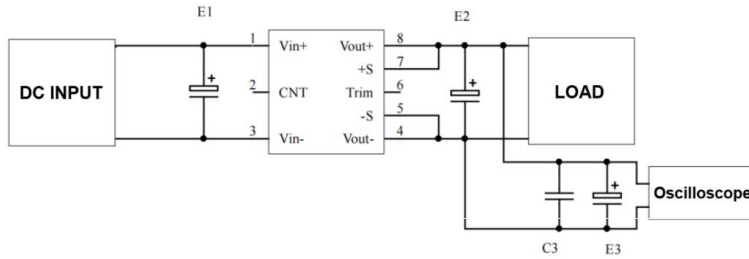 E1
E2
1 Vin+ Vout+ 8
+S 7
DC INPUT
+
2 CNT Trim 6
+
LOAD
-S 5
3 Vin- Vout- 4
+
Oscilloscope
C3
E3